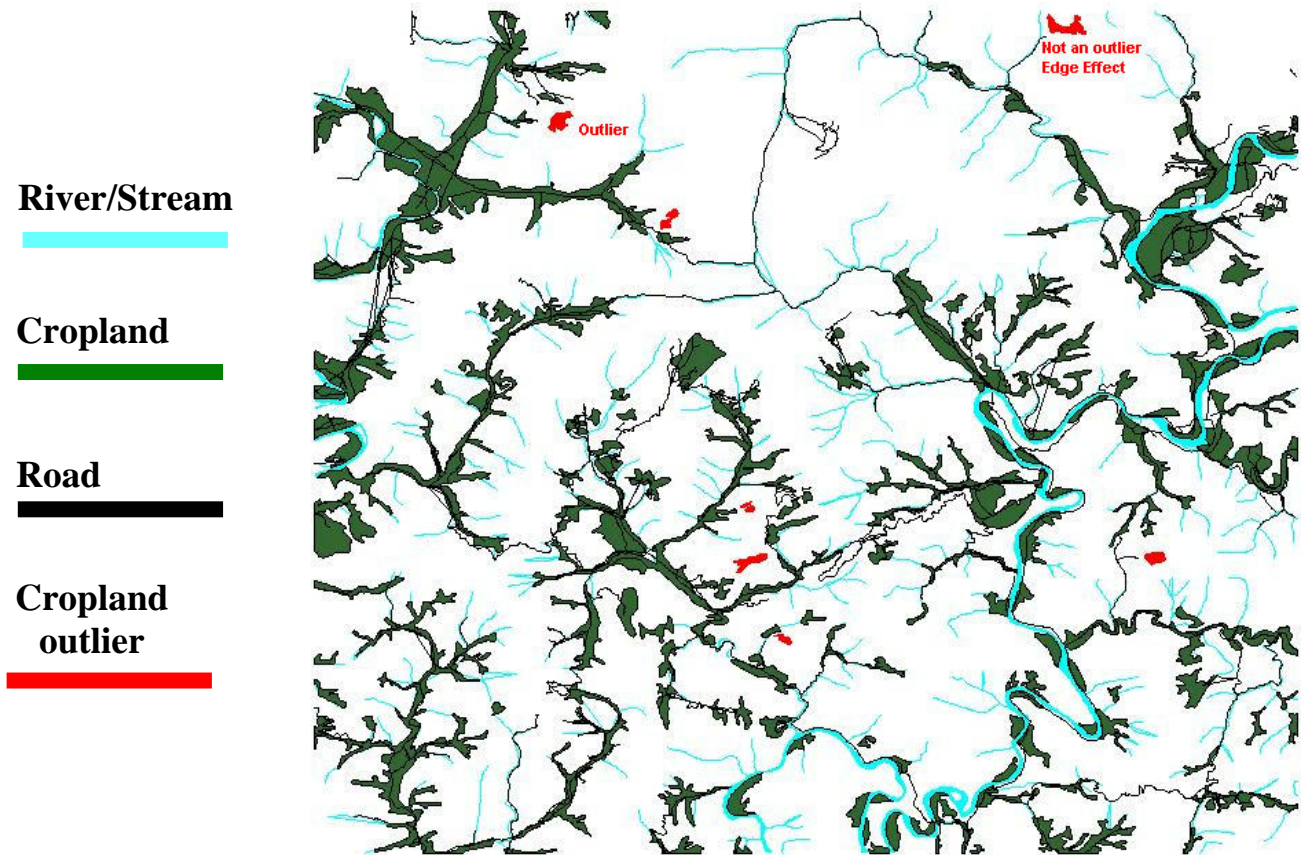 River/Stream
Cropland
Road
Cropland
outlier
Not an outlier
Edge Effect
Outlier